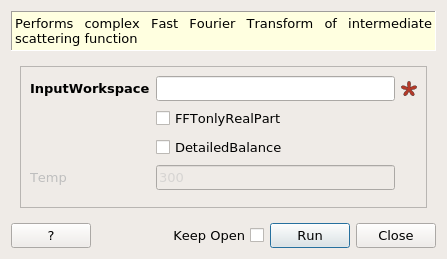 Performs complex Fast Fourier Transform of intermediate
scattering function
InputWorkspace
FFTonlyRealPart
DetailedBalance
Temp 300
? Keep Open Run Close